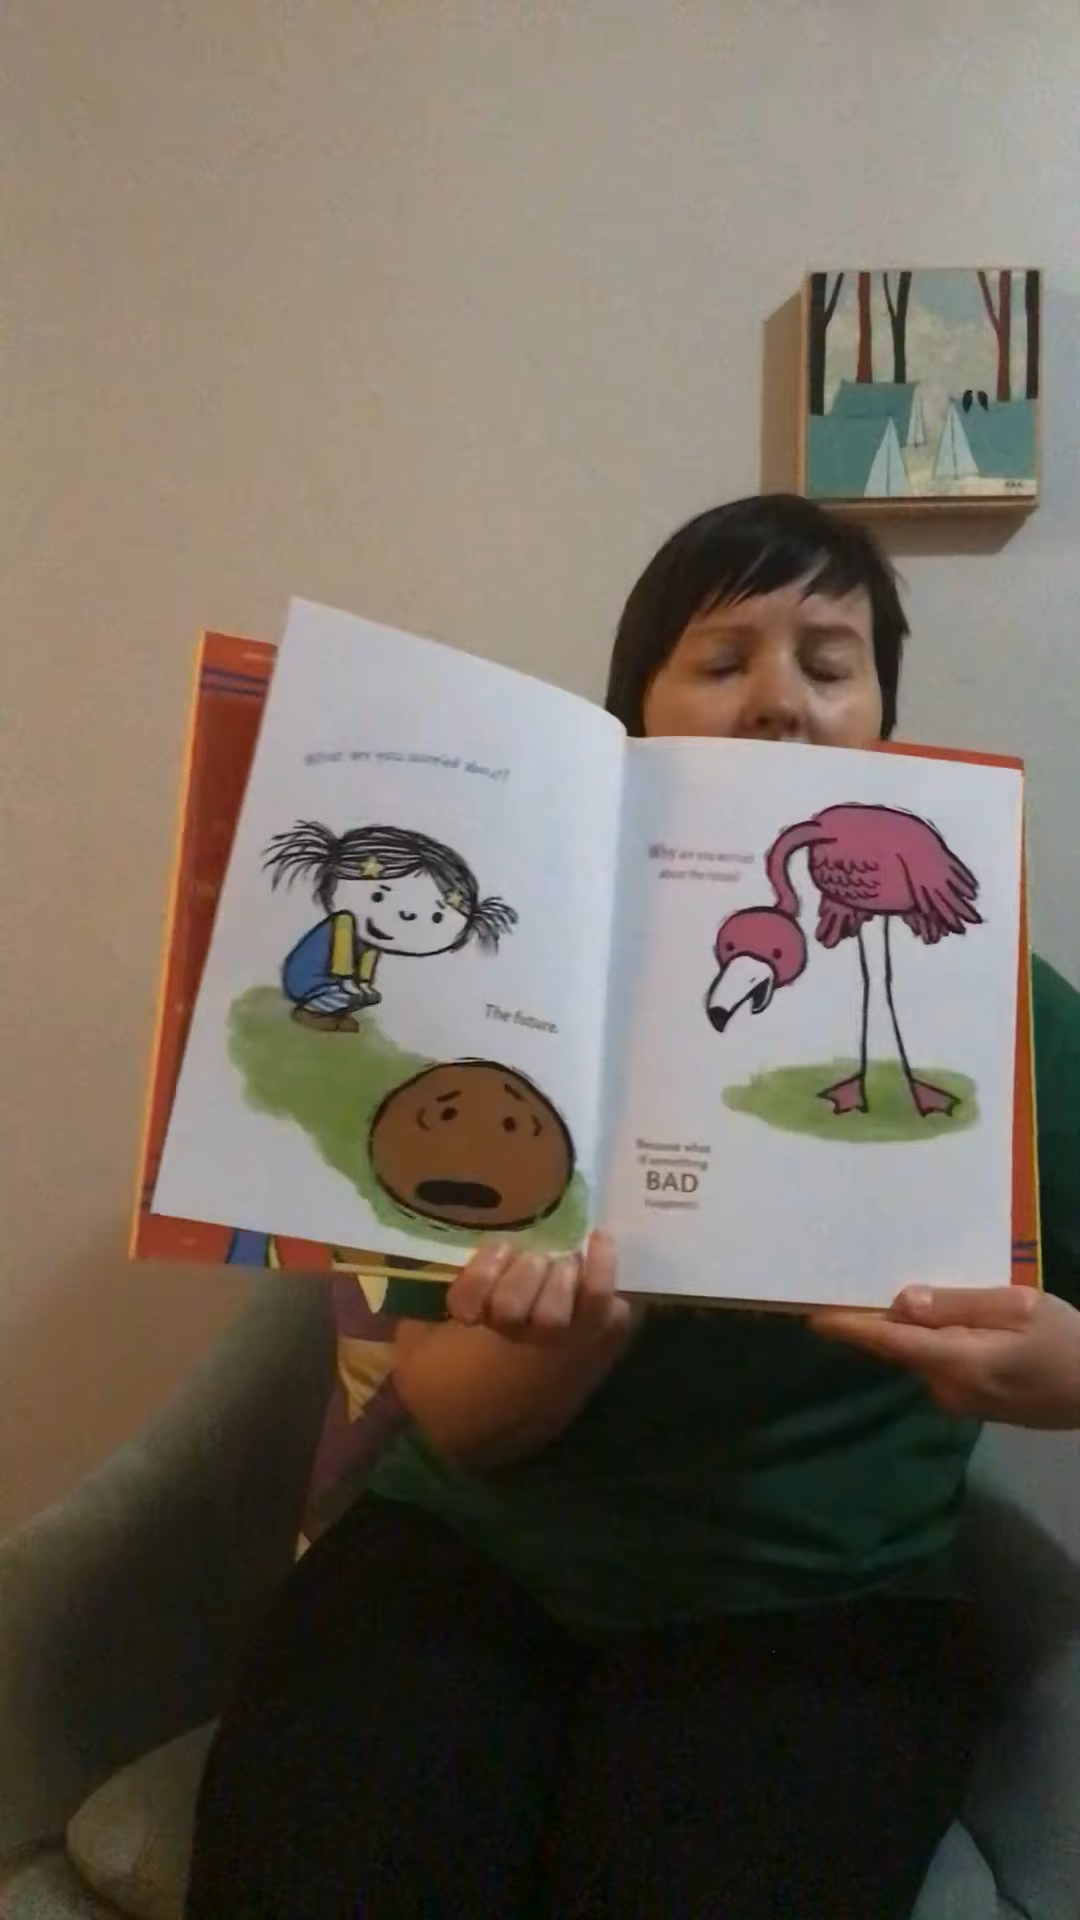 What are you worried about?
The future.
Why are you worried
about the future?
Because what
if something
BAD
happens?